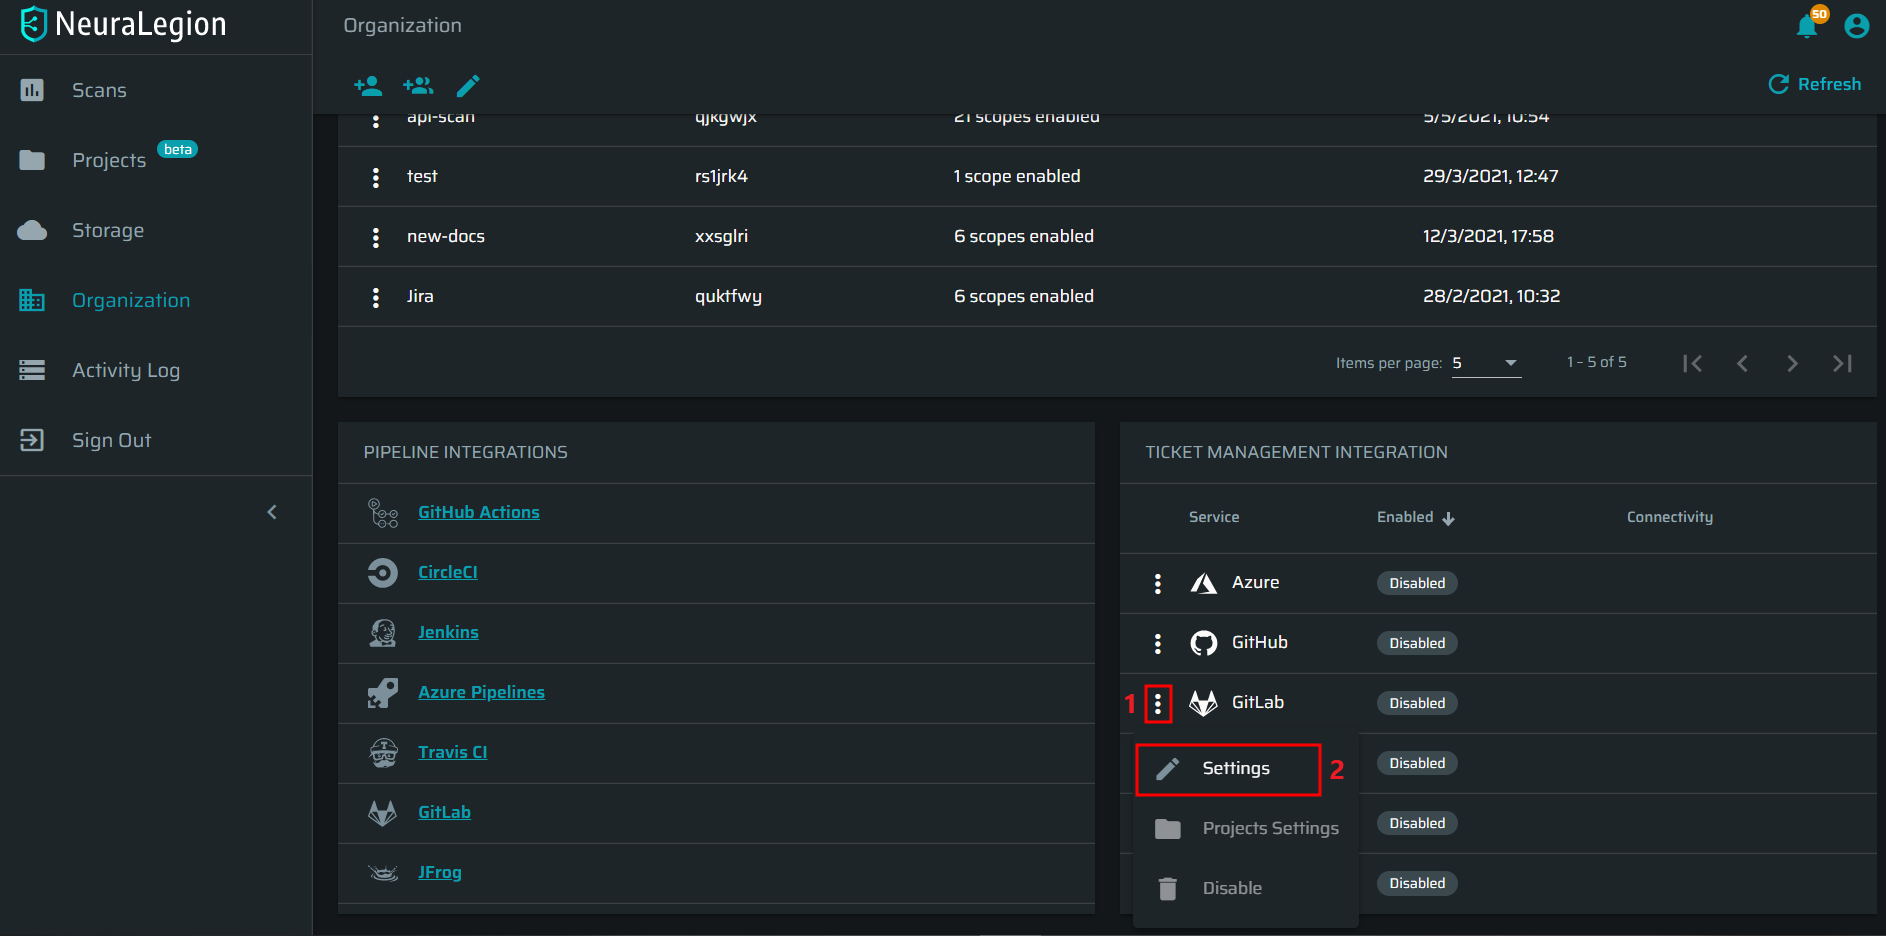 NeuraLegion
Organization
50
Scans
Projects beta
Storage
Organization
Activity Log
Sign Out
Refresh
api-scan qjkgwjx 21 scopes enabled 5/5/2021, 10:54
test rs1jrk4 1 scope enabled 29/3/2021, 12:47
new-docs xxsglri 6 scopes enabled 12/3/2021, 17:58
Jira quktfwy 6 scopes enabled 28/2/2021, 10:32
Items per page: 5 1 - 5 of 5
PIPELINE INTEGRATIONS
GitHub Actions
CircleCI
Jenkins
Azure Pipelines
Travis CI
GitLab
JFrog
TICKET MANAGEMENT INTEGRATION
Service Enabled Connectivity
Azure Disabled
GitHub Disabled
1 GitLab Disabled
Settings 2 Disabled
Projects Settings Disabled
Disable Disabled